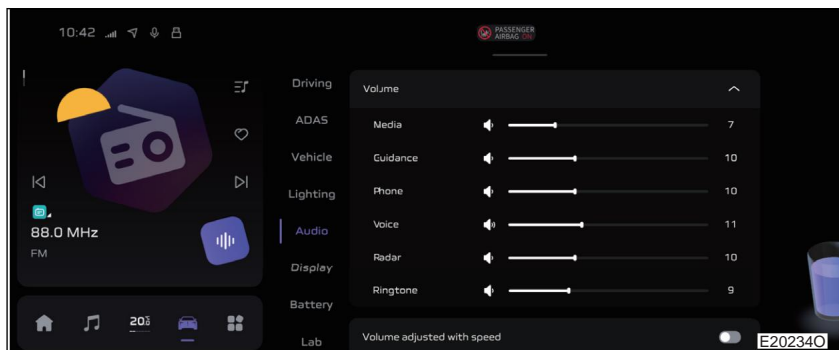 10:42
PASSENGER
AIRBAG ON
88.0 MHz
FM
Driving
ADAS
Vehicle
Lighting
Audio
Display
Battery
Lab
Volume
Media 7
Guidance 10
Phone 10
Voice 11
Radar 10
Ringtone 9
Volume adjusted with speed
E20234O